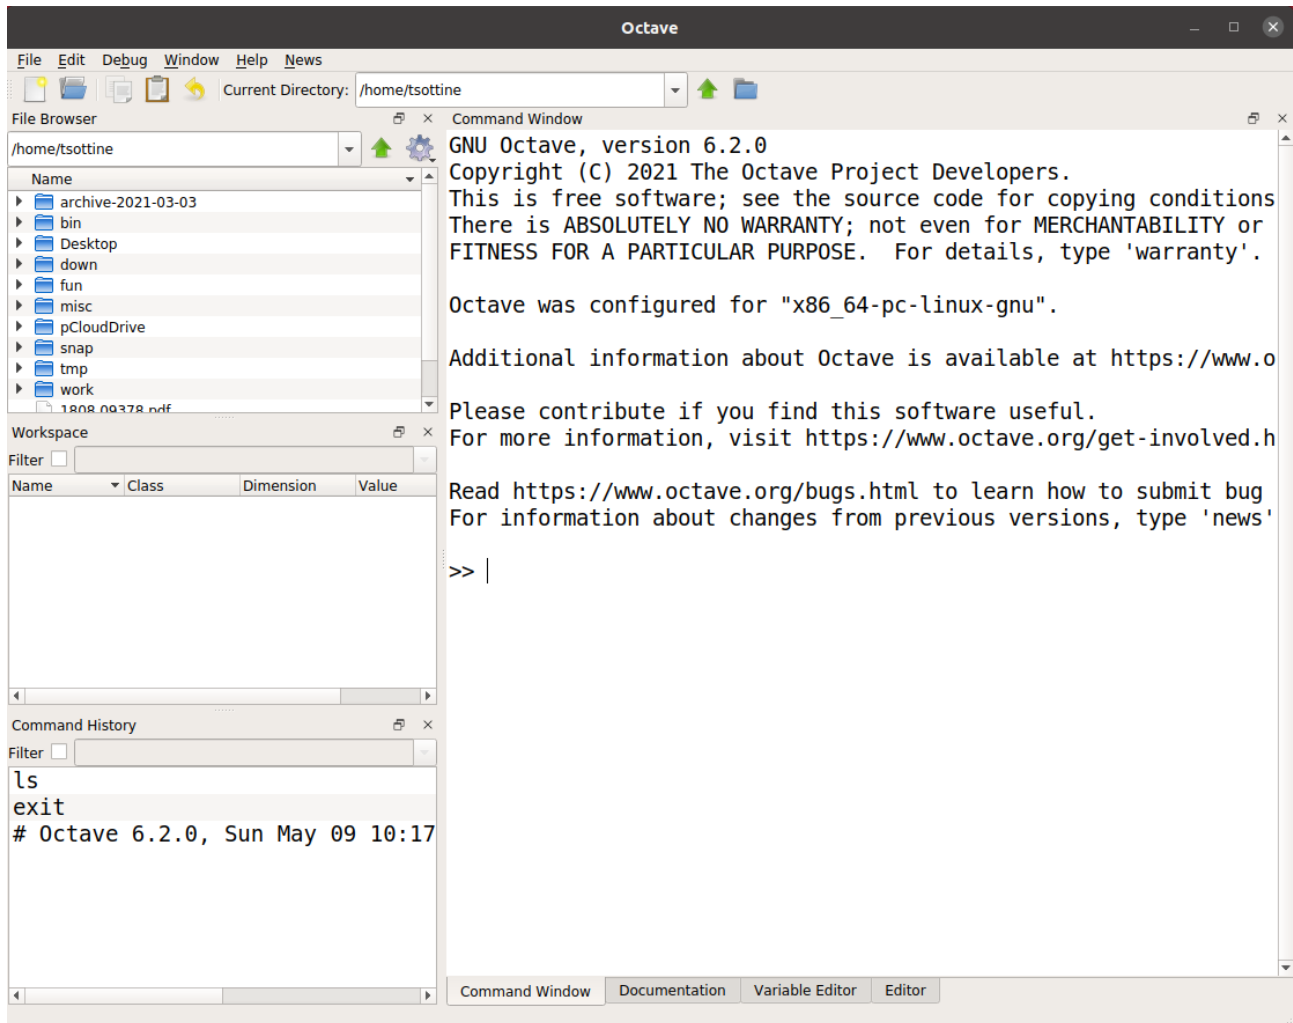 Octave
File Edit Debug Window Help News
Current Directory: /home/tsottine
File Browser
/home/tsottine
Name
archive-2021-03-03
bin
Desktop
down
fun
misc
pCloudDrive
snap
tmp
work
1808.09378.pdf
Workspace
Filter
Name Class Dimension Value
Command History
Filter
ls
exit
# Octave 6.2.0, Sun May 09 10:17
Command Window
GNU Octave, version 6.2.0
Copyright (C) 2021 The Octave Project Developers.
This is free software; see the source code for copying conditions
There is ABSOLUTELY NO WARRANTY; not even for MERCHANTABILITY or
FITNESS FOR A PARTICULAR PURPOSE.  For details, type 'warranty'.
Octave was configured for "x86_64-pc-linux-gnu".
Additional information about Octave is available at https://www.o
Please contribute if you find this software useful.
For more information, visit https://www.octave.org/get-involved.h
Read https://www.octave.org/bugs.html to learn how to submit bug
For information about changes from previous versions, type 'news'
>>
Command Window Documentation Variable Editor Editor